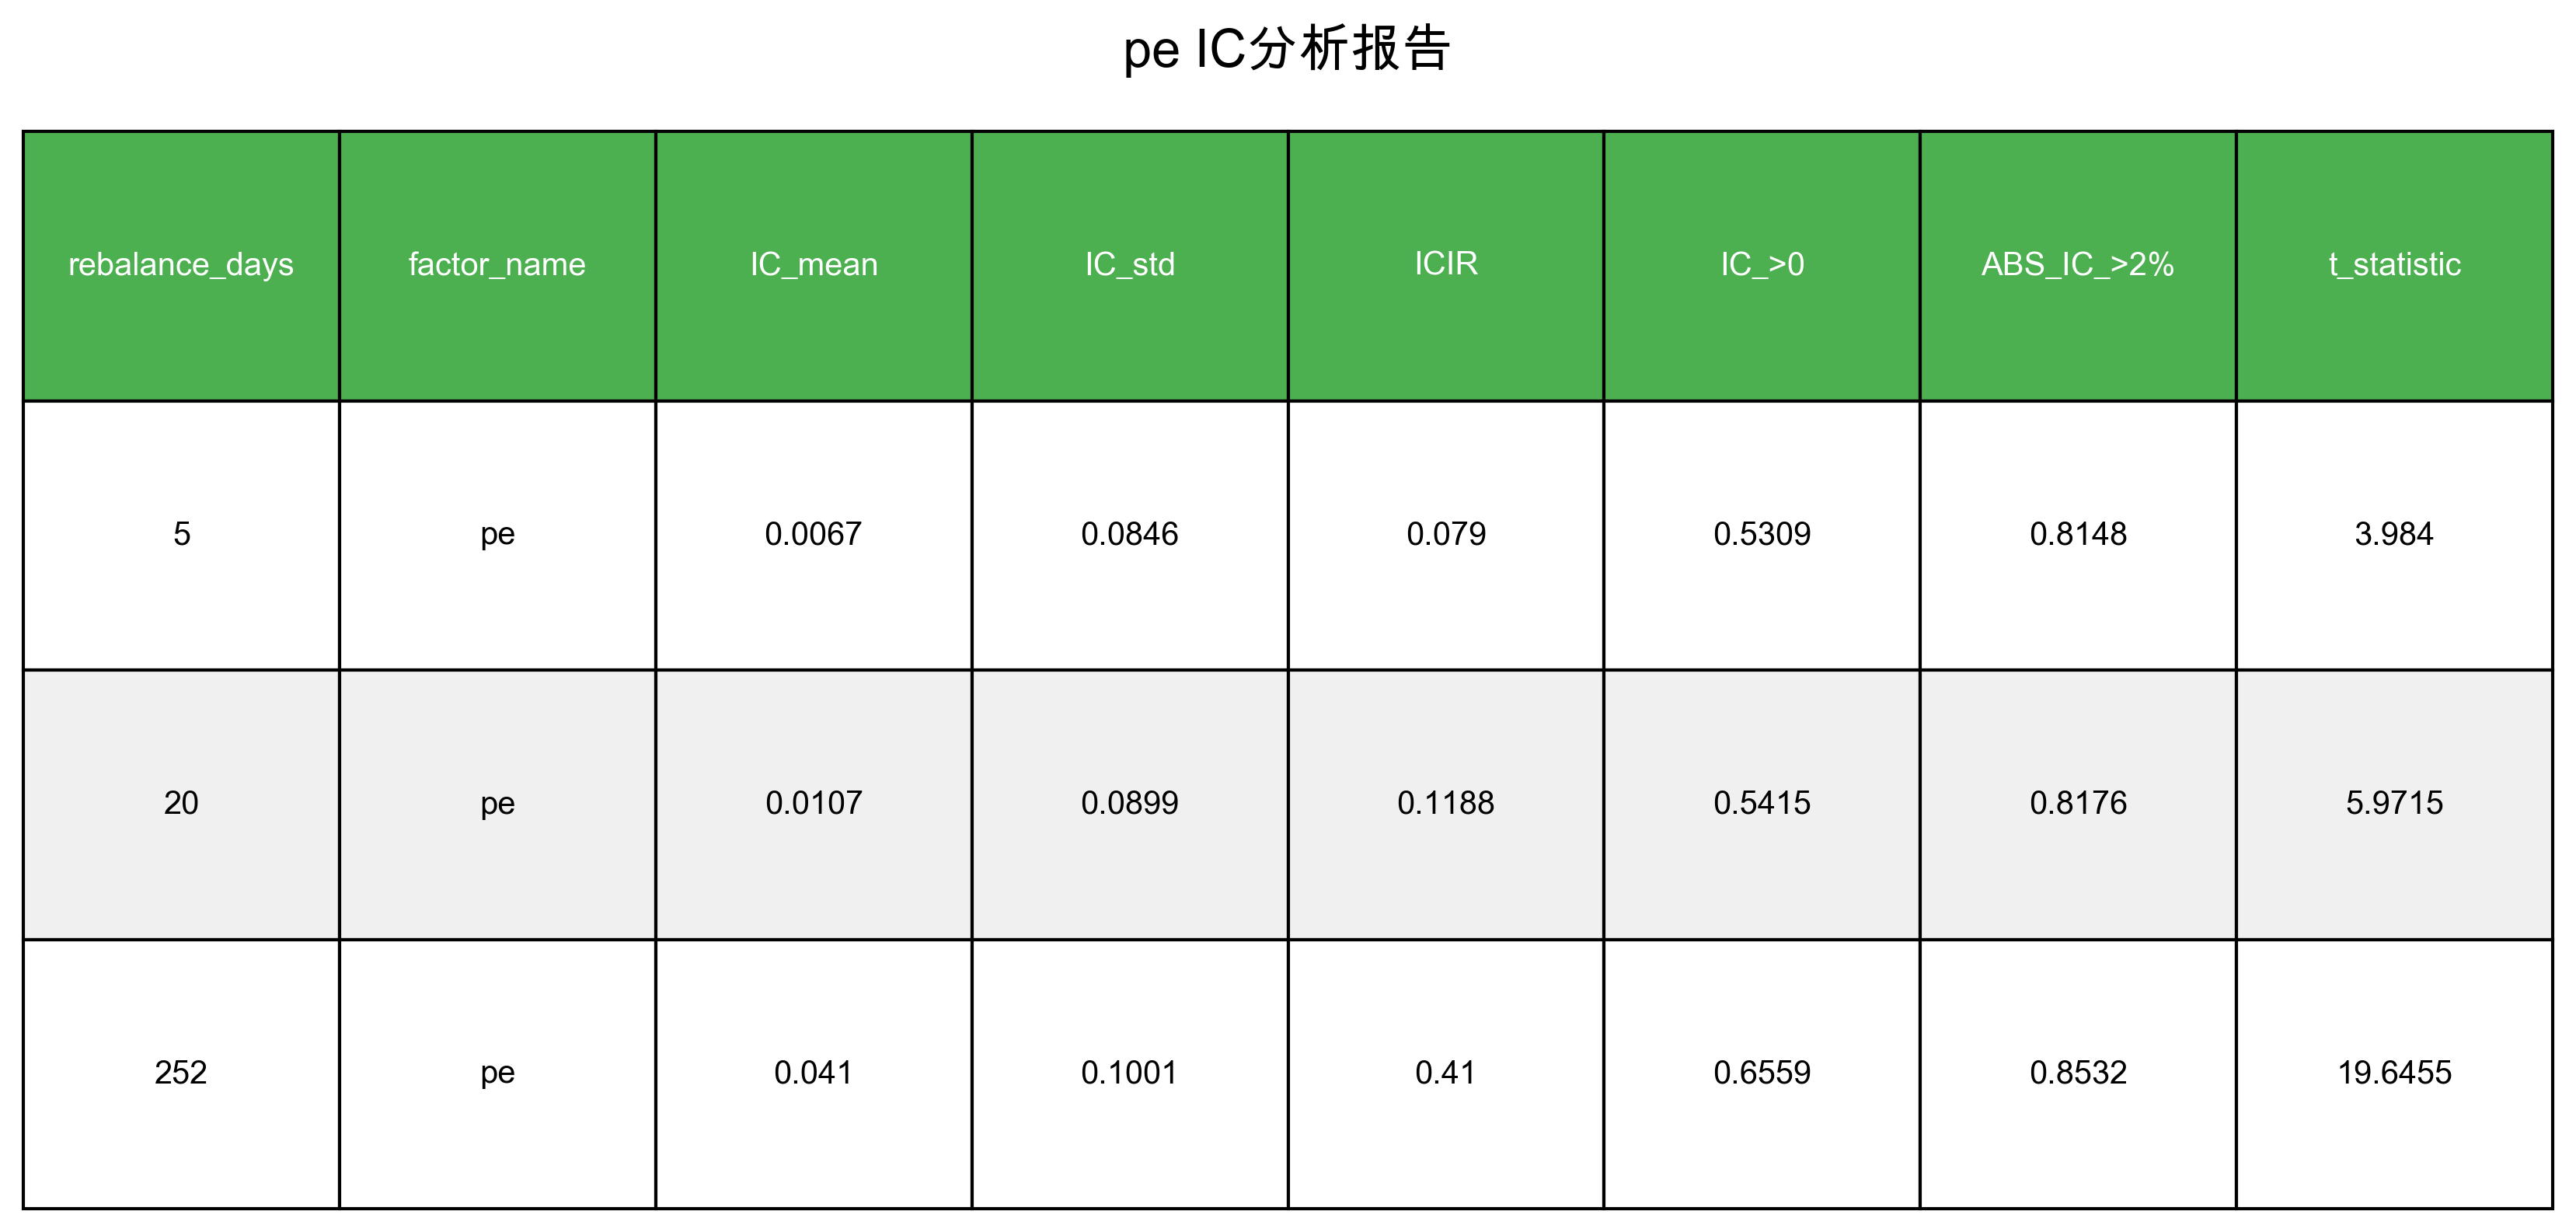 pe IC分析报告
rebalance_days factor_name IC_mean IC_std ICIR IC_>0 ABS_IC_>2% t_statistic
5 pe 0.0067 0.0846 0.079 0.5309 0.8148 3.984
20 pe 0.0107 0.0899 0.1188 0.5415 0.8176 5.9715
252 pe 0.041 0.1001 0.41 0.6559 0.8532 19.6455